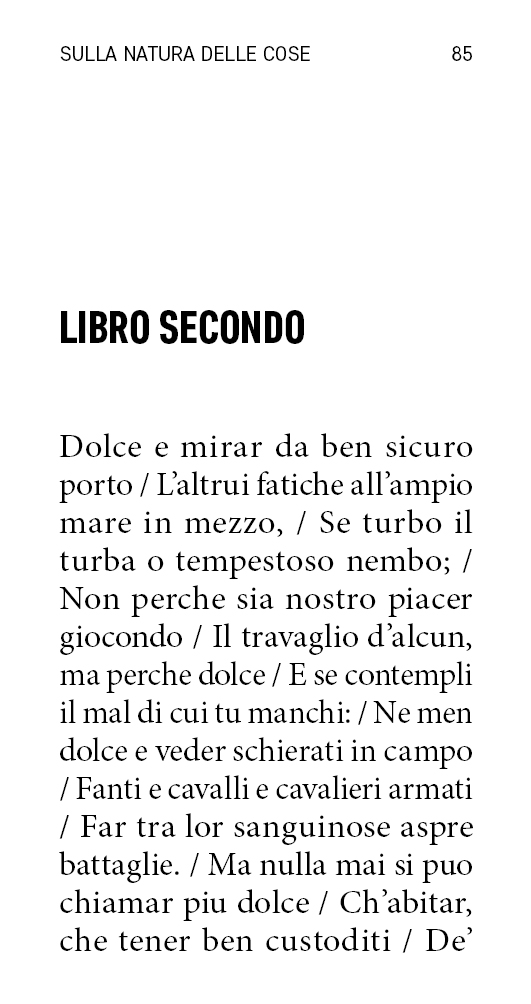 SULLA NATURA DELLE COSE 85
LIBRO SECONDO
Dolce e mirar da ben sicuro
porto / L’altrui fatiche all’ampio
mare in mezzo, / Se turbo il
turba o tempestoso nembo; /
Non perche sia nostro piacer
giocondo / Il travaglio d’alcun,
ma perche dolce / E se contempli
il mal di cui tu manchi: / Ne men
dolce e veder schierati in campo
/ Fanti e cavalli e cavalieri armati
/ Far tra lor sanguinose aspre
battaglie. / Ma nulla mai si puo
chiamar piu dolce / Ch’abitar,
che tener ben custoditi / De’